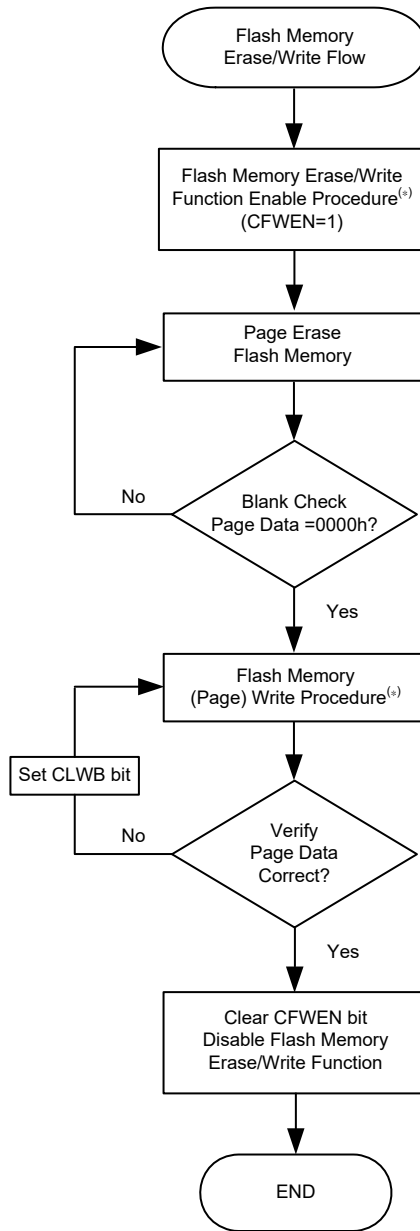 Flash Memory
Erase/Write Flow
Flash Memory Erase/Write
Function Enable Procedure(*)
(CFWEN=1)
Page Erase
Flash Memory
No
Blank Check
Page Data =0000h?
Yes
Flash Memory
(Page) Write Procedure(*)
Set CLWB bit
No
Verify
Page Data
Correct?
Yes
Clear CFWEN bit
Disable Flash Memory
Erase/Write Function
END